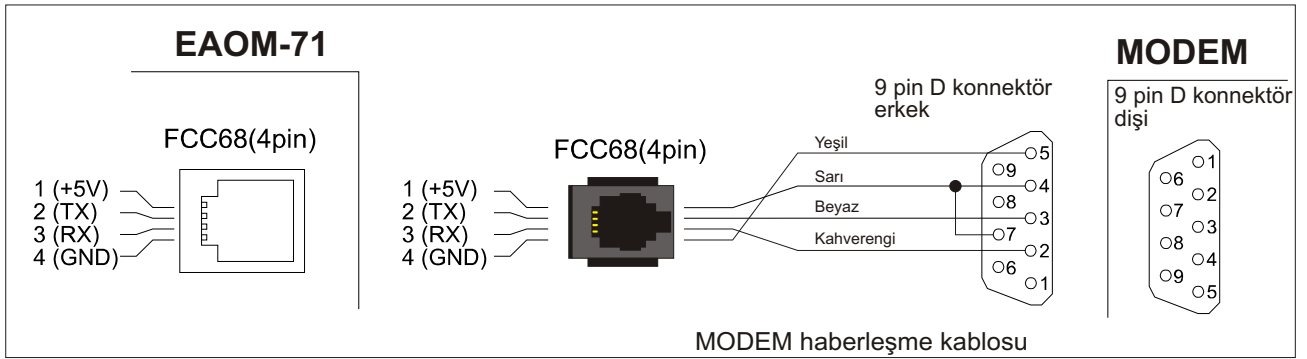 EAOM-71
FCC68(4pin)
1 (+5V)
2 (TX)
3 (RX)
4 (GND)
FCC68(4pin)
1 (+5V)
2 (TX)
3 (RX)
4 (GND)
Yeşil
Sarı
Beyaz
Kahverengi
9 pin D konnektör
erkek
5
9
4
8
3
7
2
6
1
MODEM
9 pin D konnektör
dişi
1
6
2
7
3
8
4
9
5
MODEM haberleşme kablosu